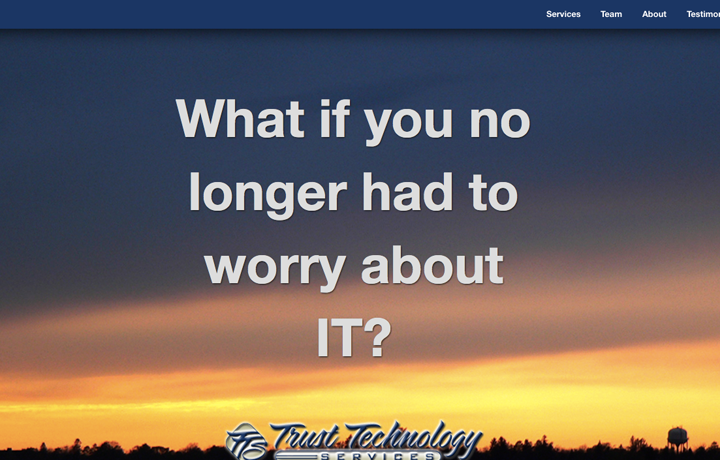 Services Team About
What if you no
longer had to
worry about
IT?
Trust Technology
SERVICES